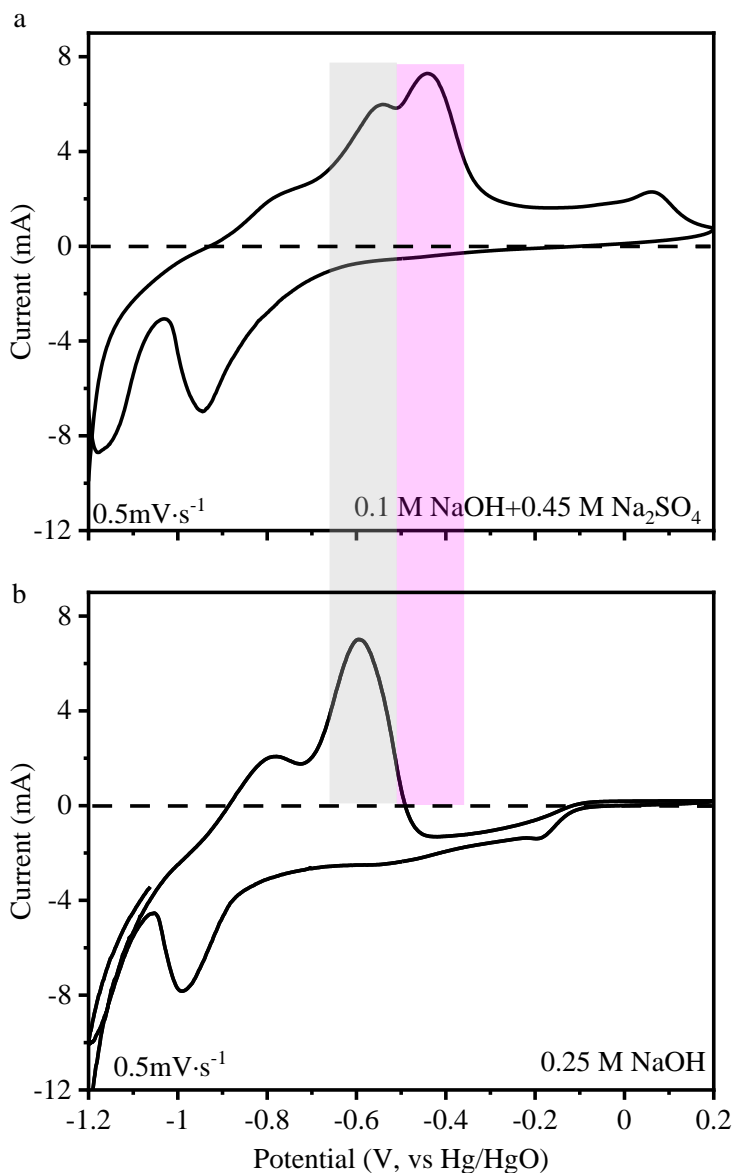 a
8
4
0
-4
-8
-12
Current (mA)
0.5mV·s⁻¹
0.1 M NaOH+0.45 M Na₂SO₄
b
8
4
0
-4
-8
-12
Current (mA)
0.5mV·s⁻¹
0.25 M NaOH
-1.2 -1 -0.8 -0.6 -0.4 -0.2 0 0.2
Potential (V, vs Hg/HgO)